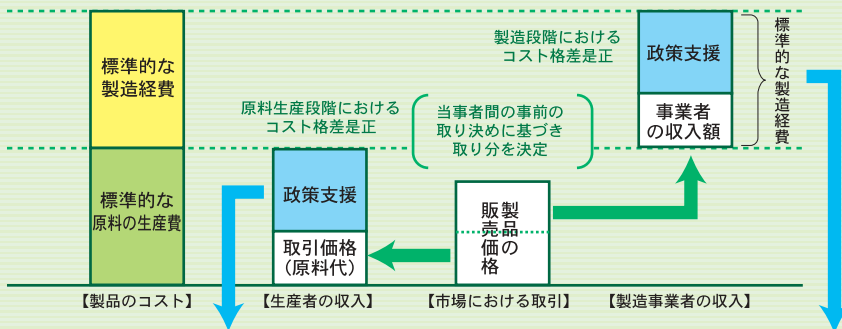 標準的な
製造経費
標準的な
原料の生産費
【製品のコスト】
原料生産段階における
コスト格差是正
政策支援
取引価格
(原料代)
【生産者の収入】
当事者間の事前の
取り決めに基づき
取り分を決定
製品の
販売価格
【市場における取引】
製造段階における
コスト格差是正
政策支援
事業者
の収入額
標準的な製造経費
【製造事業者の収入】